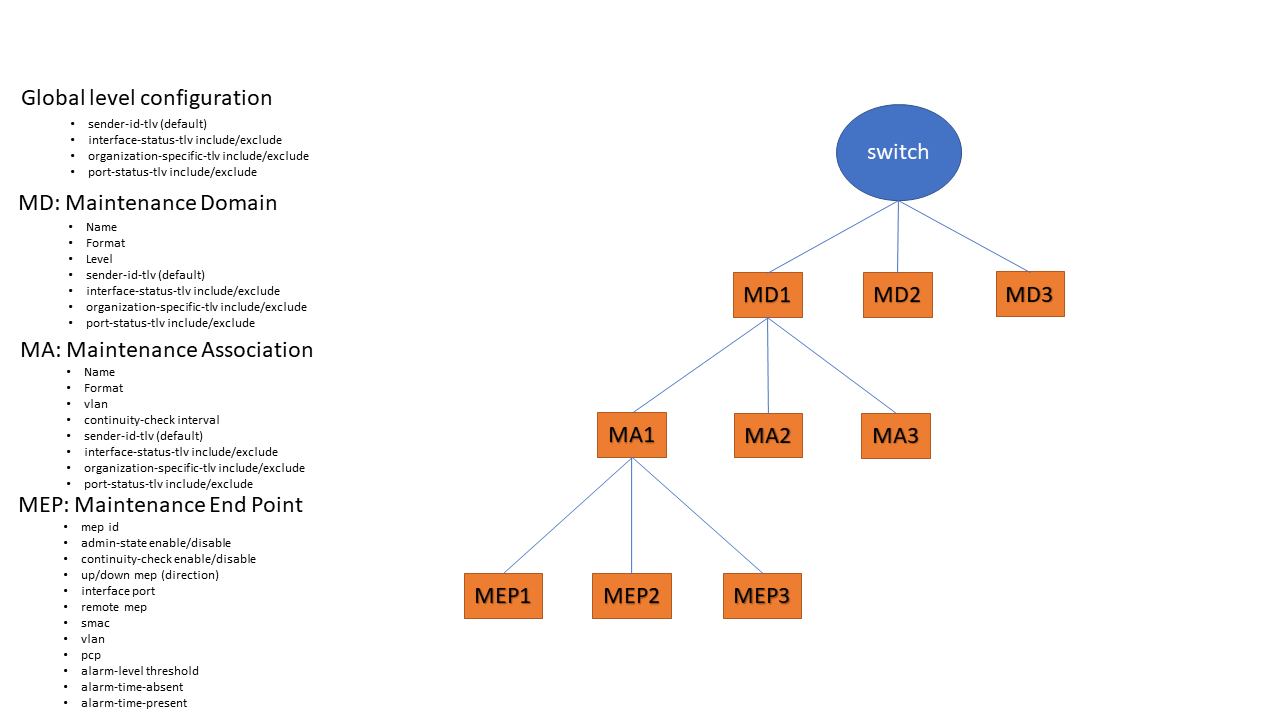 Global level configuration
• sender-id-tlv (default)
• interface-status-tlv include/exclude
• organization-specific-tlv include/exclude
• port-status-tlv include/exclude
MD: Maintenance Domain
• Name
• Format
• Level
• sender-id-tlv (default)
• interface-status-tlv include/exclude
• organization-specific-tlv include/exclude
• port-status-tlv include/exclude
MA: Maintenance Association
• Name
• Format
• vlan
• continuity-check interval
• sender-id-tlv (default)
• interface-status-tlv include/exclude
• organization-specific-tlv include/exclude
• port-status-tlv include/exclude
MEP: Maintenance End Point
• mep id
• admin-state enable/disable
• continuity-check enable/disable
• up/down mep (direction)
• interface port
• remote mep
• smac
• vlan
• pcp
• alarm-level threshold
• alarm-time-absent
• alarm-time-present
switch
MD1 MD2 MD3
MA1 MA2 MA3
MEP1 MEP2 MEP3